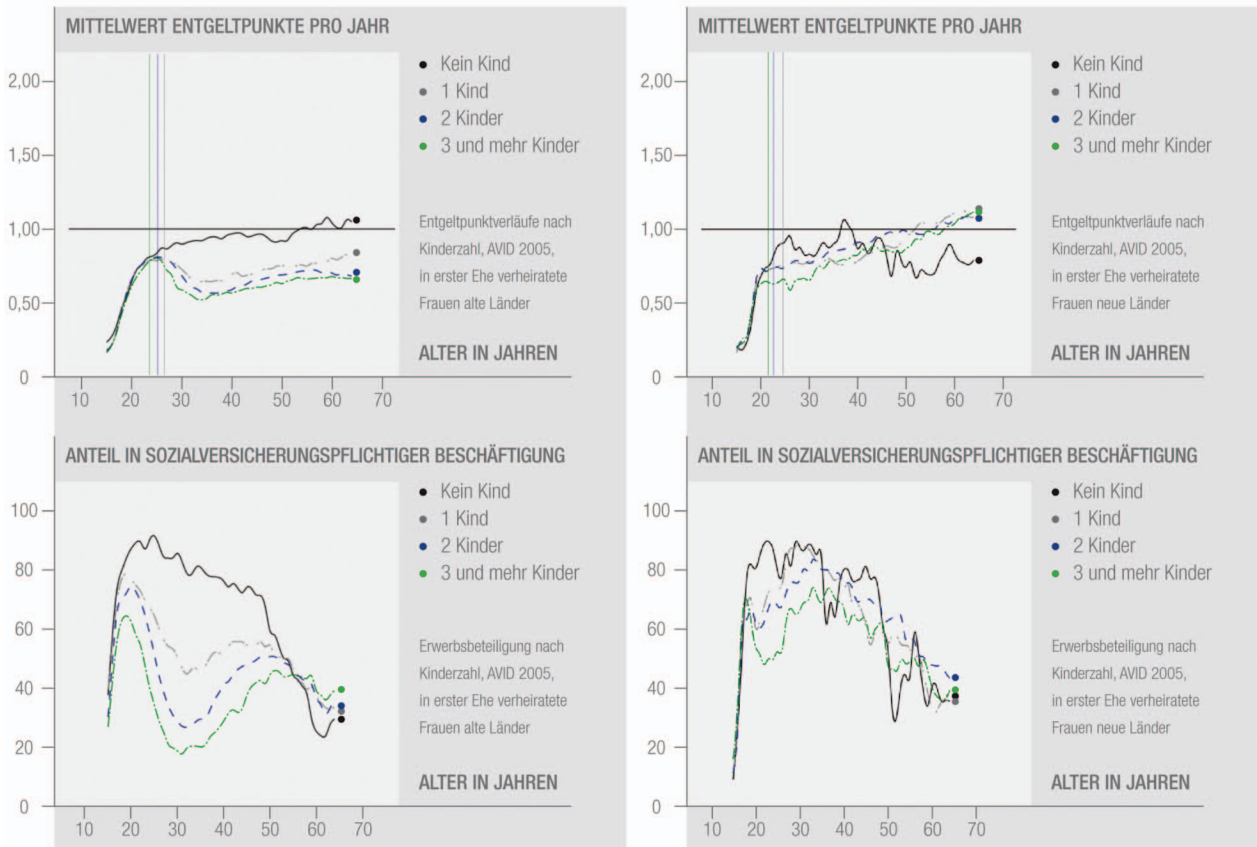 MITTELWERT ENTGELTPUNKTE PRO JAHR
2,00
1,50
1,00
0,50
0
10 20 30 40 50 60 70
Kein Kind
1 Kind
2 Kinder
3 und mehr Kinder
Entgeltpunktverläufe nach
Kinderzahl, AVID 2005,
in erster Ehe verheiratete
Frauen alte Länder
ALTER IN JAHREN
MITTELWERT ENTGELTPUNKTE PRO JAHR
2,00
1,50
1,00
0,50
0
10 20 30 40 50 60 70
Kein Kind
1 Kind
2 Kinder
3 und mehr Kinder
Entgeltpunktverläufe nach
Kinderzahl, AVID 2005,
in erster Ehe verheiratete
Frauen neue Länder
ALTER IN JAHREN
ANTEIL IN SOZIALVERSICHERUNGSPFLICHTIGER BESCHÄFTIGUNG
100
80
60
40
20
0
10 20 30 40 50 60 70
Kein Kind
1 Kind
2 Kinder
3 und mehr Kinder
Erwerbsbeteiligung nach
Kinderzahl, AVID 2005,
in erster Ehe verheiratete
Frauen alte Länder
ALTER IN JAHREN
ANTEIL IN SOZIALVERSICHERUNGSPFLICHTIGER BESCHÄFTIGUNG
100
80
60
40
20
0
10 20 30 40 50 60 70
Kein Kind
1 Kind
2 Kinder
3 und mehr Kinder
Erwerbsbeteiligung nach
Kinderzahl, AVID 2005,
in erster Ehe verheiratete
Frauen neue Länder
ALTER IN JAHREN